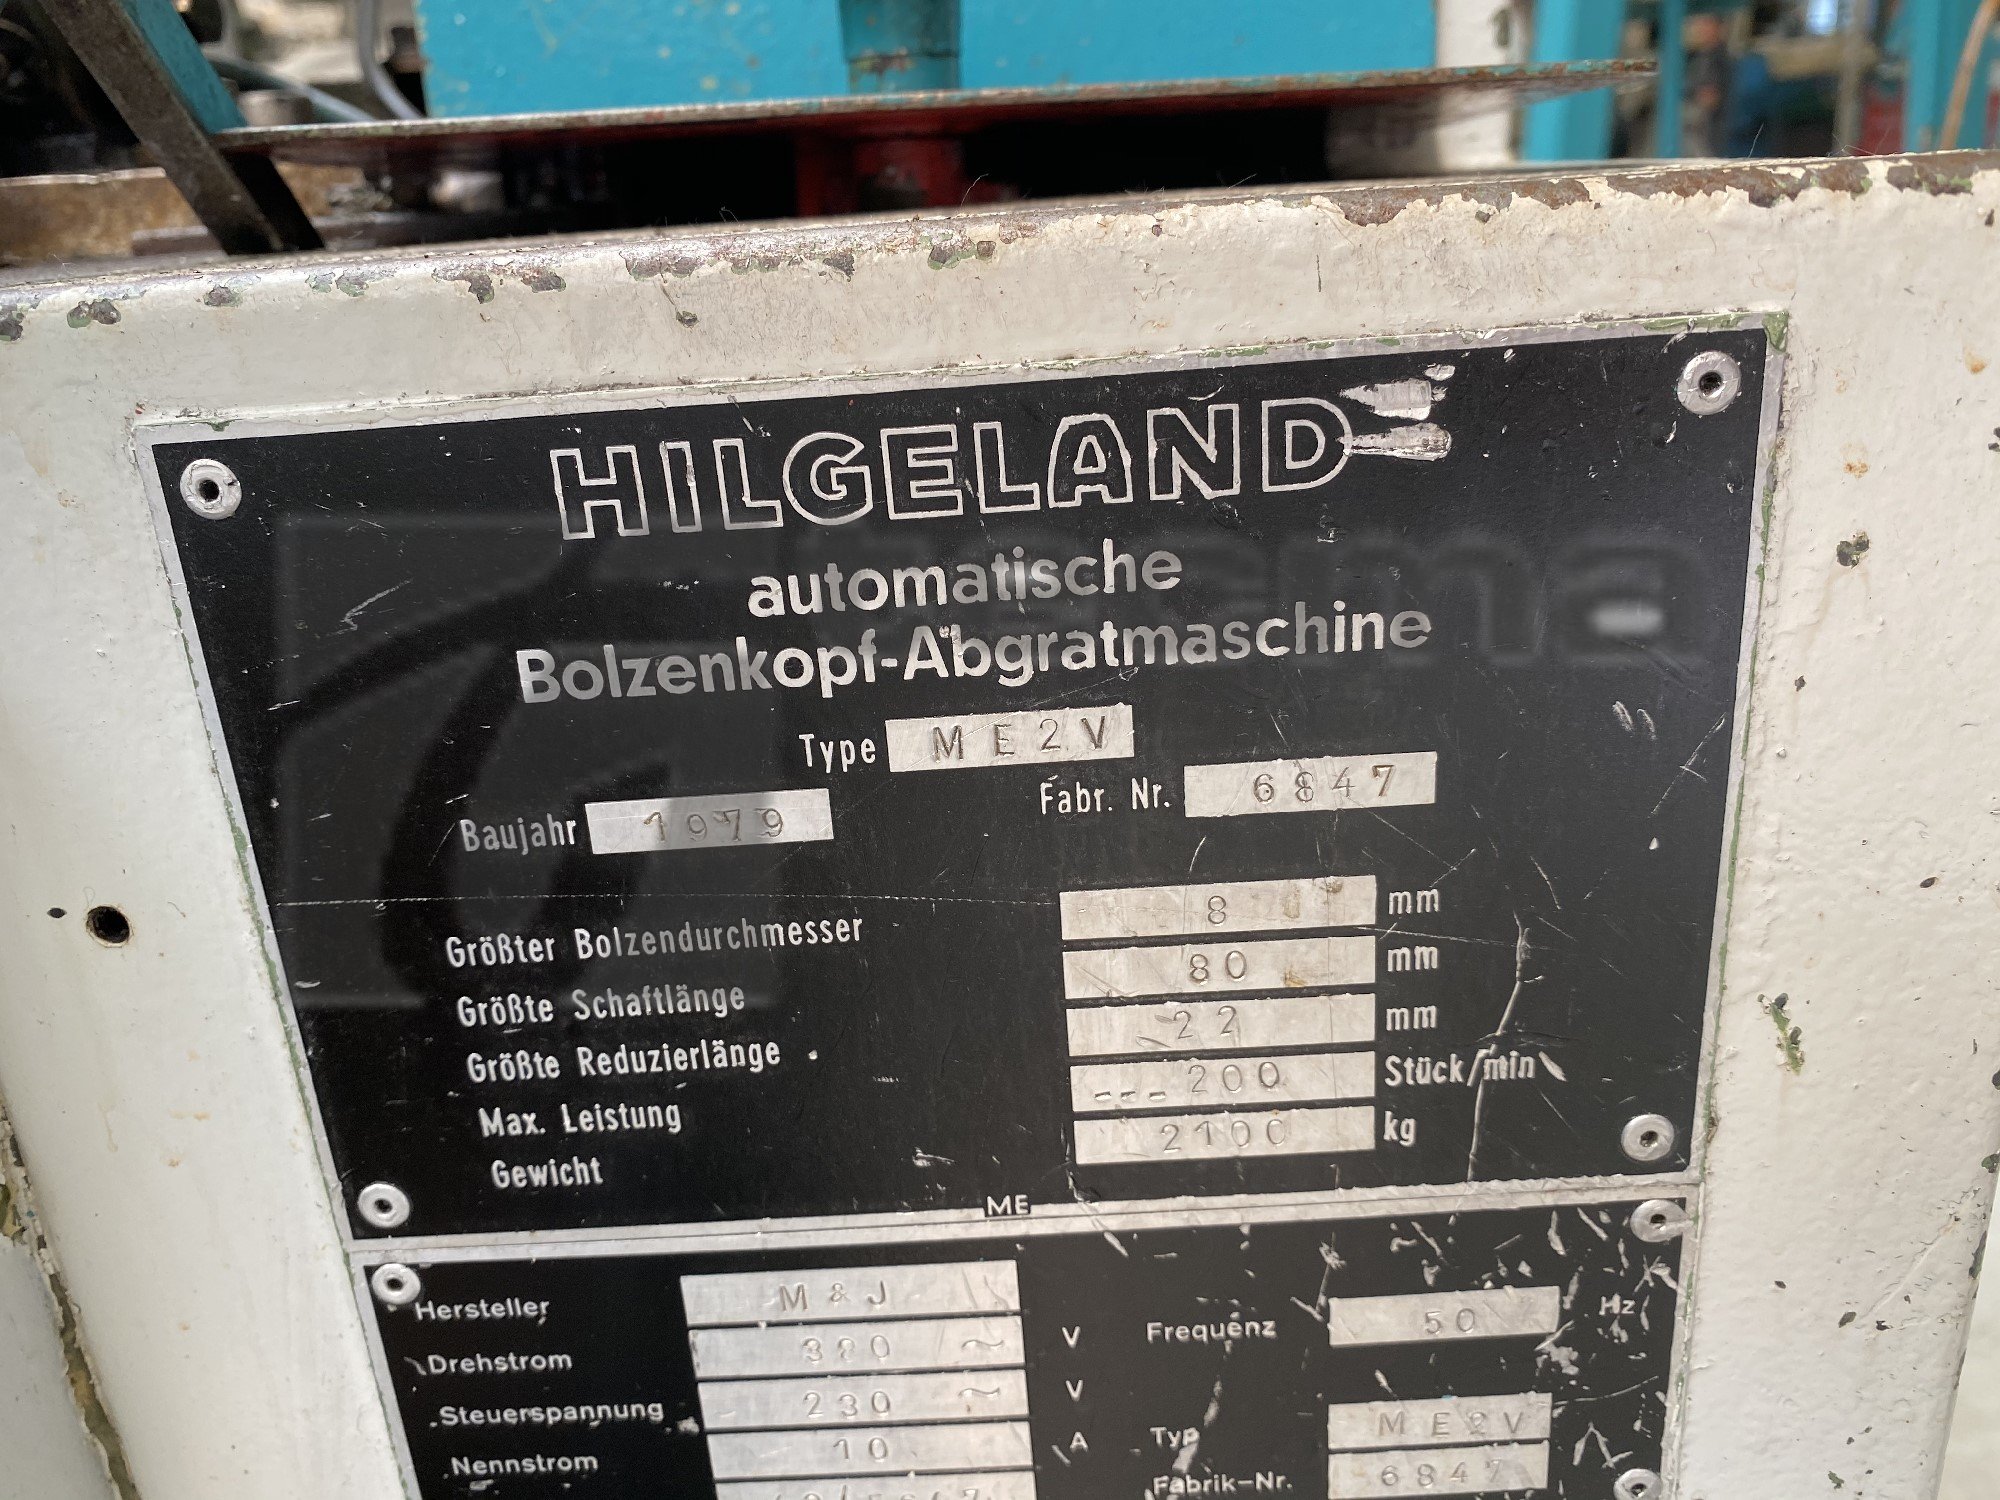 HILGELAND
automatische
Bolzenkopf-Abgratmaschine
Type ME2V
Baujahr 1979 Fabr. Nr. 6847
Größter Bolzendurchmesser 8 mm
Größte Schaftlänge 80 mm
Größte Reduzierlänge 22 mm
Max. Leistung ---200 Stück/min
Gewicht 2100 kg
ME
Hersteller M & J
Drehstrom 380 ~ V
Frequenz 50 Hz
Steuerspannung 230 ~ V
Nennstrom 10 A
Typ ME2V
Fabrik-Nr. 6847